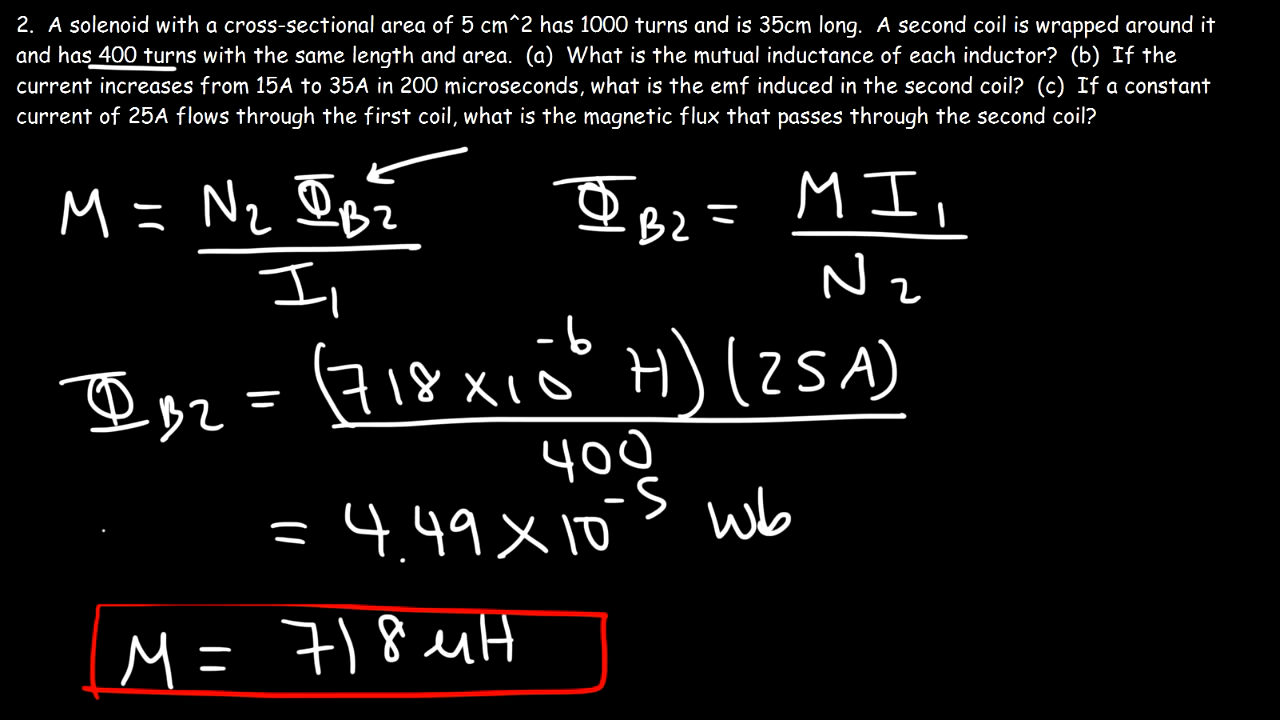 2. A solenoid with a cross-sectional area of 5 cm^2 has 1000 turns and is 35cm long. A second coil is wrapped around it
and has 400 turns with the same length and area. (a) What is the mutual inductance of each inductor? (b) If the
current increases from 15A to 35A in 200 microseconds, what is the emf induced in the second coil? (c) If a constant
current of 25A flows through the first coil, what is the magnetic flux that passes through the second coil?
M = N₂ Φ_B2 / I₁
Φ_B2 = M I₁ / N₂
Φ_B2 = (718 × 10⁻⁶ H) (25 A) / 400
= 4.49 × 10⁻⁵ Wb
M = 718 μH